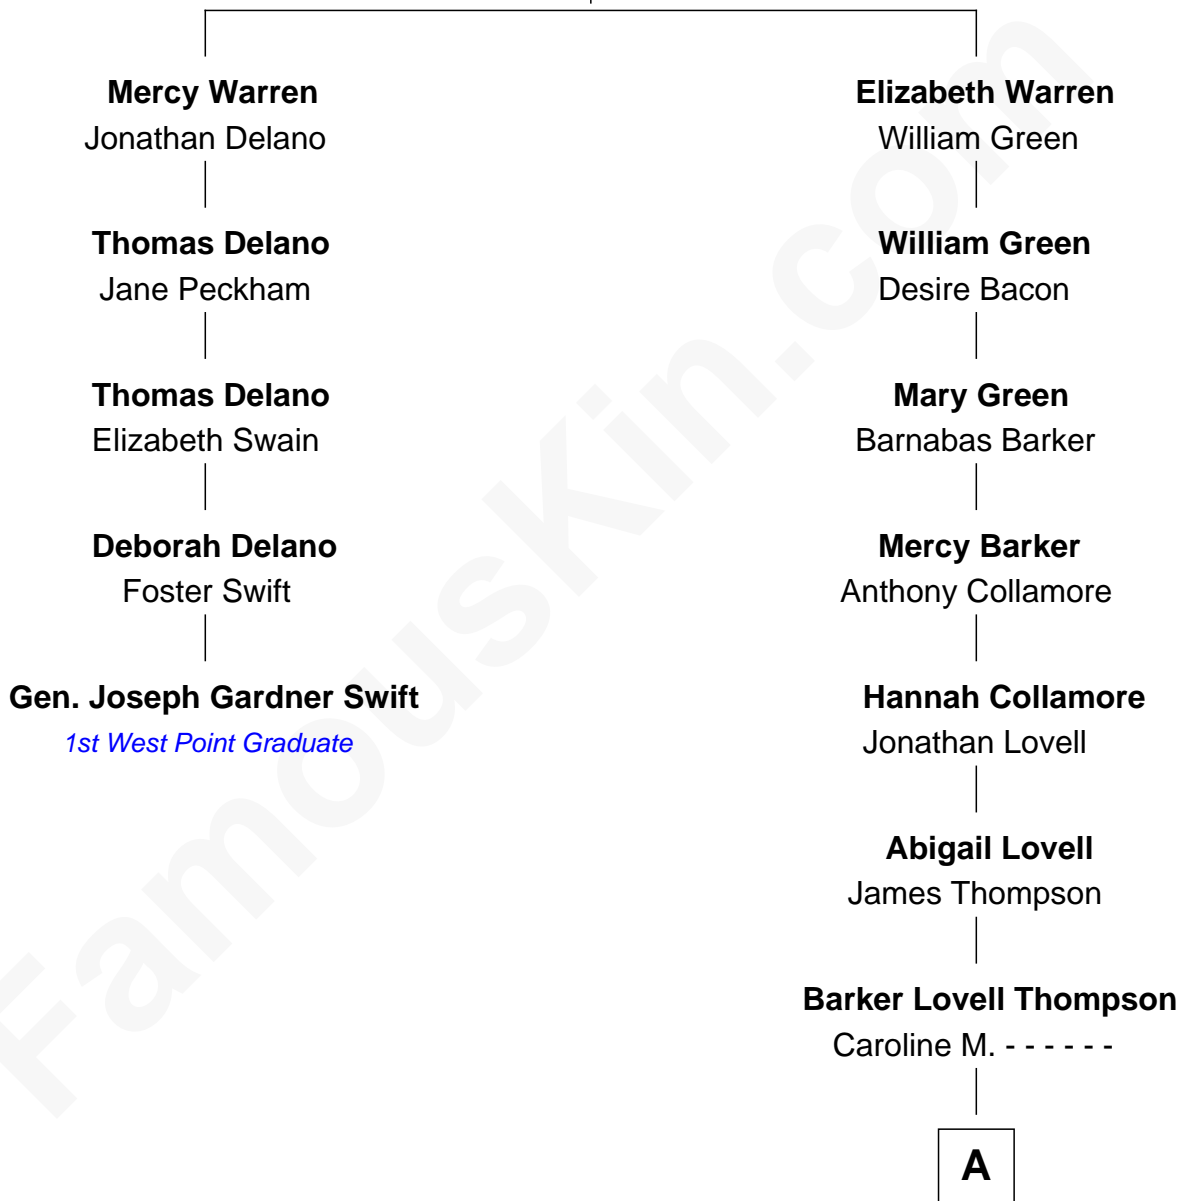 Mercy Warren
Jonathan Delano
Thomas Delano
Jane Peckham
Thomas Delano
Elizabeth Swain
Deborah Delano
Foster Swift
Gen. Joseph Gardner Swift
1st West Point Graduate
Elizabeth Warren
William Green
William Green
Desire Bacon
Mary Green
Barnabas Barker
Mercy Barker
Anthony Collamore
Hannah Collamore
Jonathan Lovell
Abigail Lovell
James Thompson
Barker Lovell Thompson
Caroline M. - - - - - -
A
FamousKin.com